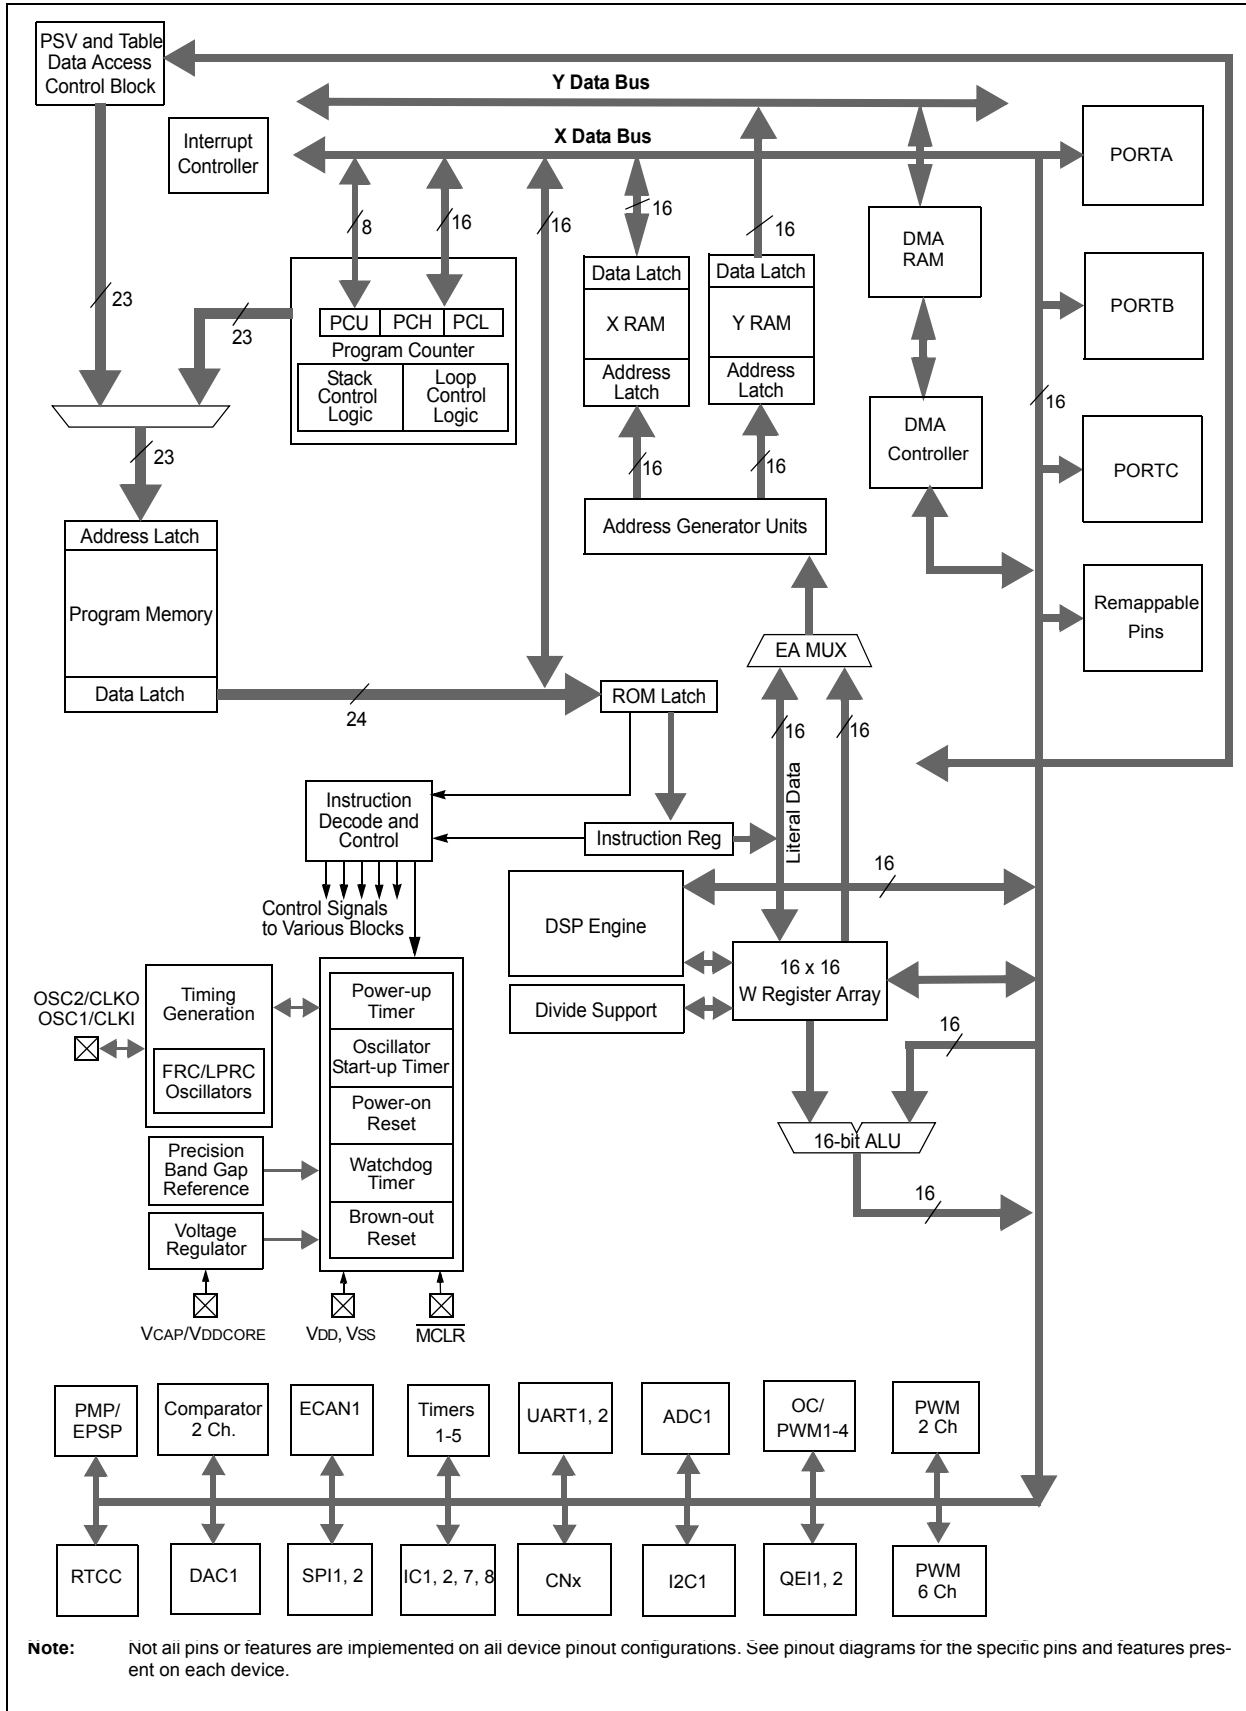 PSV and Table
Data Access
Control Block
Y Data Bus
Interrupt
Controller
X Data Bus
PORTA
8
16
16
16
16
DMA
RAM
23
23
Data Latch
X RAM
Address
Latch
Data Latch
Y RAM
Address
Latch
PORTB
PCU
PCH
PCL
Program Counter
Stack
Control
Logic
Loop
Control
Logic
16
DMA
Controller
PORTC
23
16
16
Address Latch
Program Memory
Data Latch
Address Generator Units
Remappable
Pins
EA MUX
24
ROM Latch
16
16
Literal Data
Instruction
Decode and
Control
Instruction Reg
Control Signals
to Various Blocks
DSP Engine
16
16 x 16
W Register Array
Divide Support
OSC2/CLKO
OSC1/CLKI
Timing
Generation
FRC/LPRC
Oscillators
Power-up
Timer
Oscillator
Start-up Timer
Power-on
Reset
Watchdog
Timer
Brown-out
Reset
16
16-bit ALU
16
Precision
Band Gap
Reference
Voltage
Regulator
VCAP/VDDCORE
VDD, VSS
MCLR
PMP/
EPSP
Comparator
2 Ch.
ECAN1
Timers
1-5
UART1, 2
ADC1
OC/
PWM1-4
PWM
2 Ch
RTCC
DAC1
SPI1, 2
IC1, 2, 7, 8
CNx
I2C1
QEI1, 2
PWM
6 Ch
Note: Not all pins or features are implemented on all device pinout configurations. See pinout diagrams for the specific pins and features pres-
ent on each device.